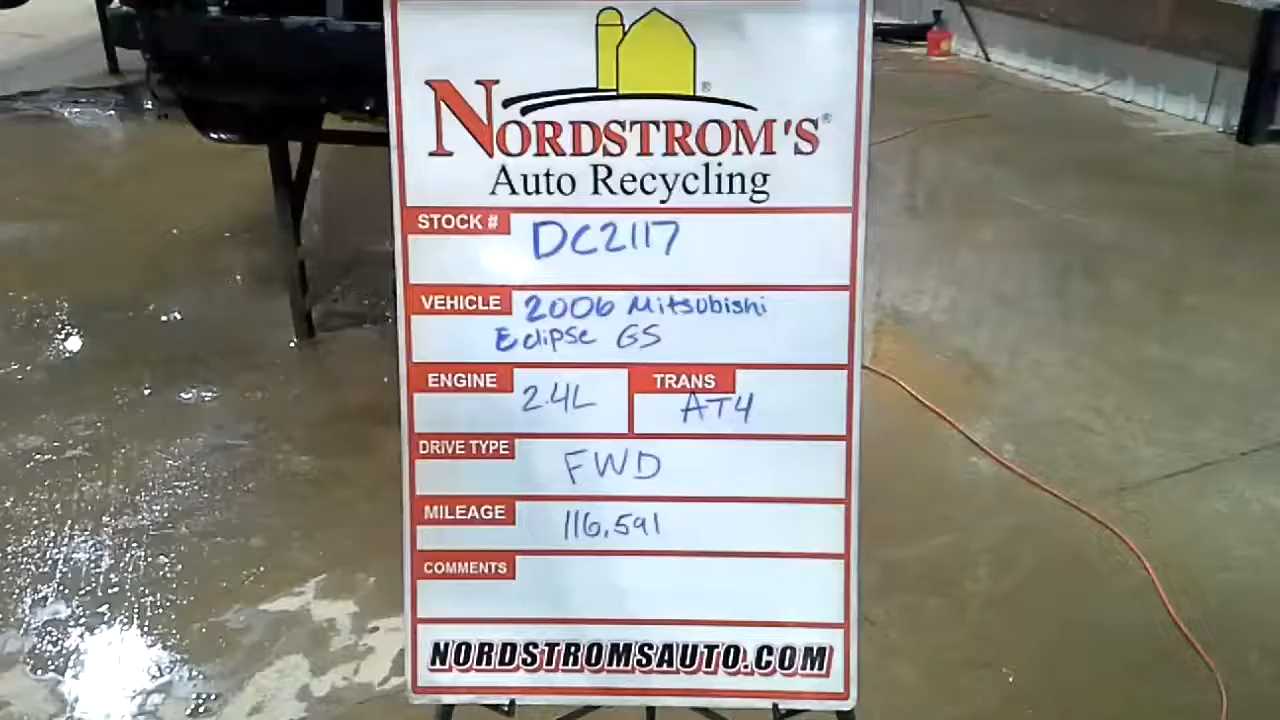 NORDSTROM'S®
Auto Recycling
STOCK # DC2117
VEHICLE 2006 Mitsubishi
Eclipse GS
ENGINE 2.4L TRANS AT4
DRIVE TYPE FWD
MILEAGE 116,591
COMMENTS
NORDSTROMSAUTO.COM